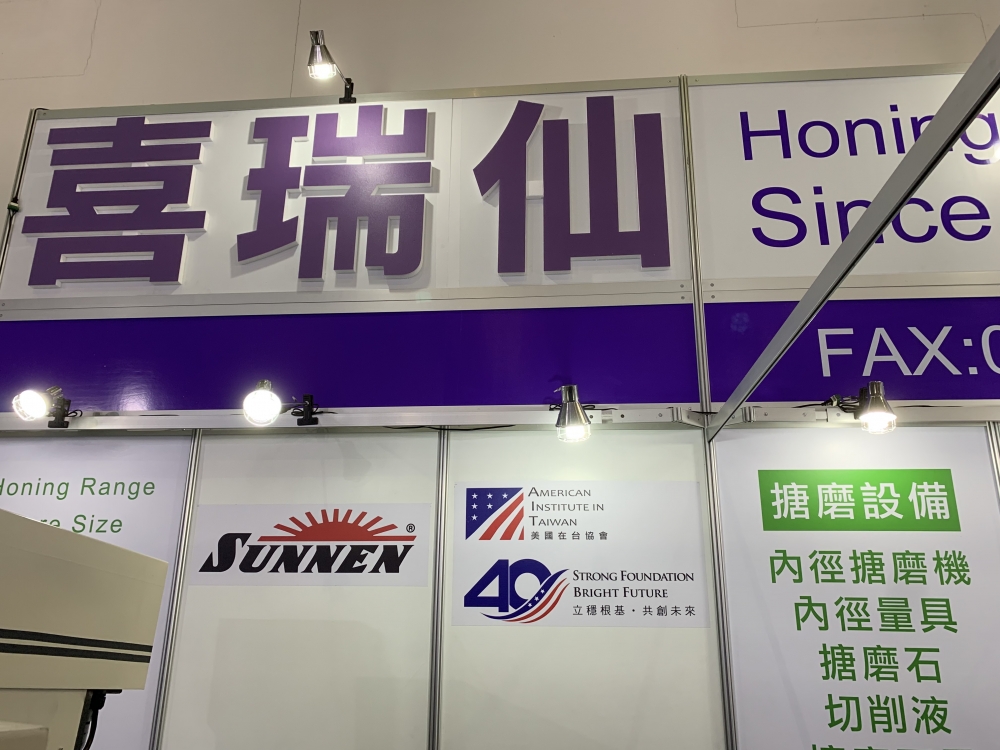 喜瑞仙
Honing
Since
FAX:0
Honing Range
Size
SUNNEN®
AMERICAN
INSTITUTE IN
TAIWAN
美國在台協會
40
STRONG FOUNDATION
BRIGHT FUTURE
立穩根基・共創未來
搪磨設備
內徑搪磨機
內徑量具
搪磨石
切削液